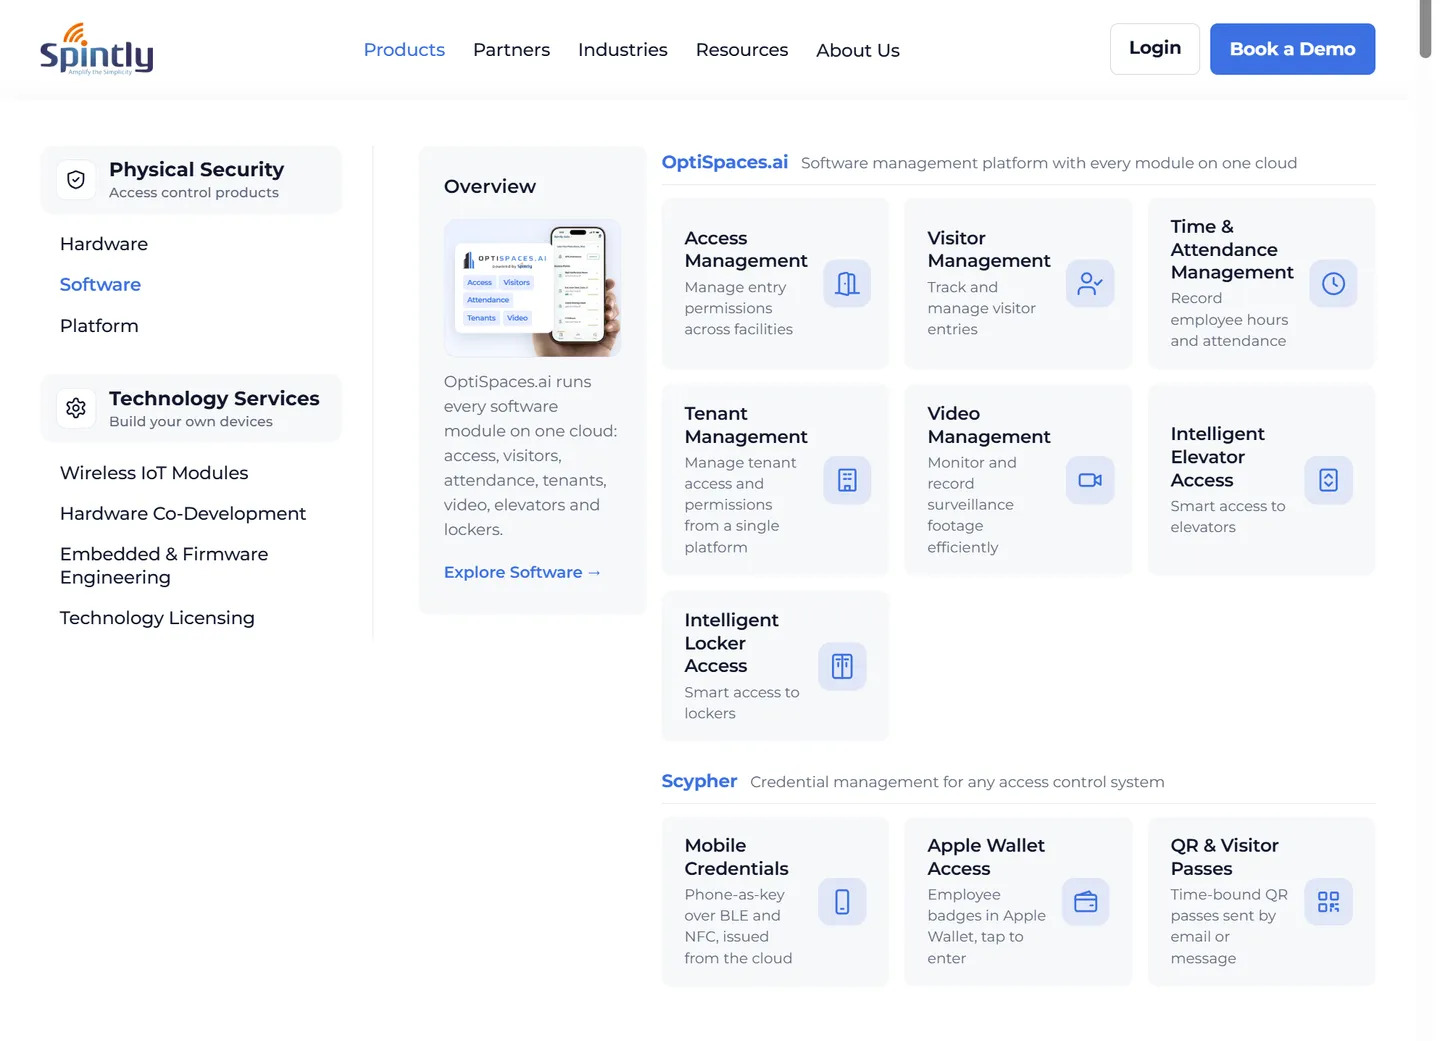 Spintly
Amplify the Simplicity
Products
Partners
Industries
Resources
About Us
Login
Book a Demo
Physical Security
Access control products
Hardware
Software
Platform
Technology Services
Build your own devices
Wireless IoT Modules
Hardware Co-Development
Embedded & Firmware
Engineering
Technology Licensing
Overview
OPTISPACES.AI
powered by Spintly
Access
Visitors
Attendance
Tenants
Video
OptiSpaces.ai runs
every software
module on one cloud:
access, visitors,
attendance, tenants,
video, elevators and
lockers.
Explore Software →
OptiSpaces.ai
Software management platform with every module on one cloud
Access
Management
Manage entry
permissions
across facilities
Visitor
Management
Track and
manage visitor
entries
Time &
Attendance
Management
Record
employee hours
and attendance
Tenant
Management
Manage tenant
access and
permissions
from a single
platform
Video
Management
Monitor and
record
surveillance
footage
efficiently
Intelligent
Elevator
Access
Smart access to
elevators
Intelligent
Locker
Access
Smart access to
lockers
Scypher
Credential management for any access control system
Mobile
Credentials
Phone-as-key
over BLE and
NFC, issued
from the cloud
Apple Wallet
Access
Employee
badges in Apple
Wallet, tap to
enter
QR & Visitor
Passes
Time-bound QR
passes sent by
email or
message